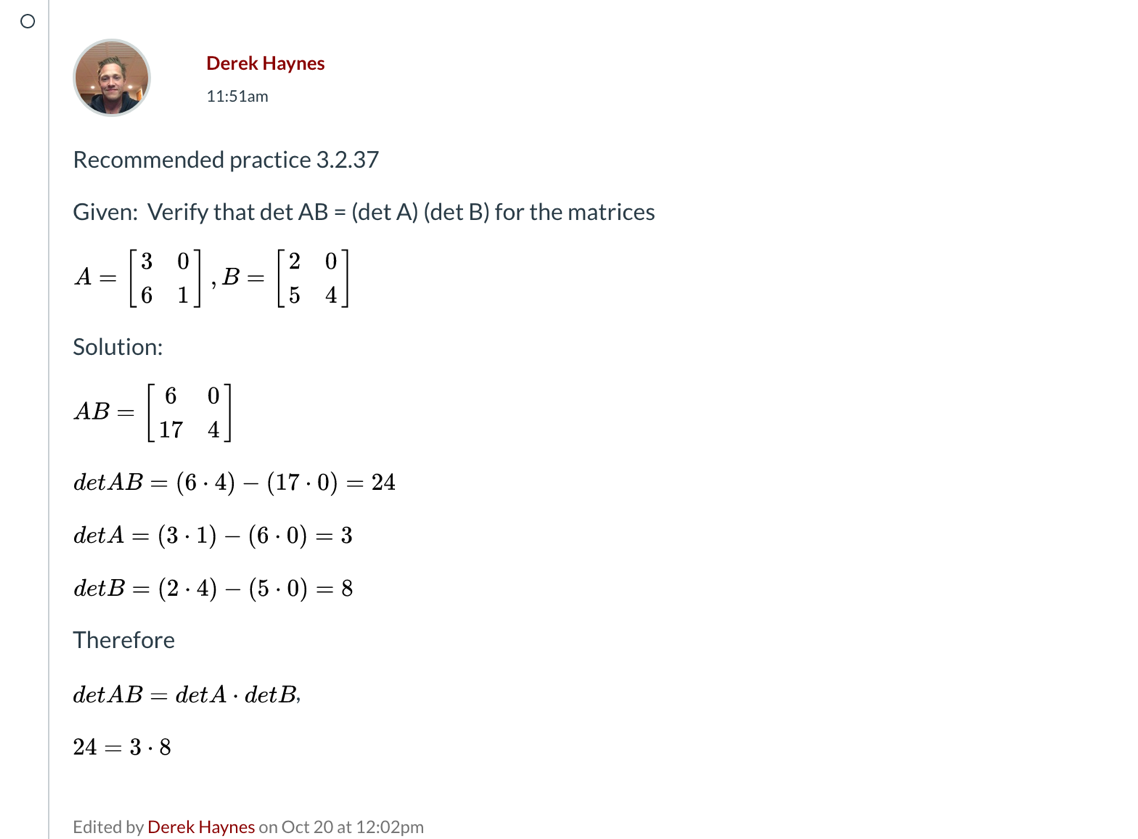 Derek Haynes
11:51am
Recommended practice 3.2.37
Given: Verify that det AB = (det A) (det B) for the matrices
A = [3 0; 6 1], B = [2 0; 5 4]
Solution:
AB = [6 0; 17 4]
detAB = (6 · 4) − (17 · 0) = 24
detA = (3 · 1) − (6 · 0) = 3
detB = (2 · 4) − (5 · 0) = 8
Therefore
detAB = detA · detB,
24 = 3 · 8
Edited by Derek Haynes on Oct 20 at 12:02pm